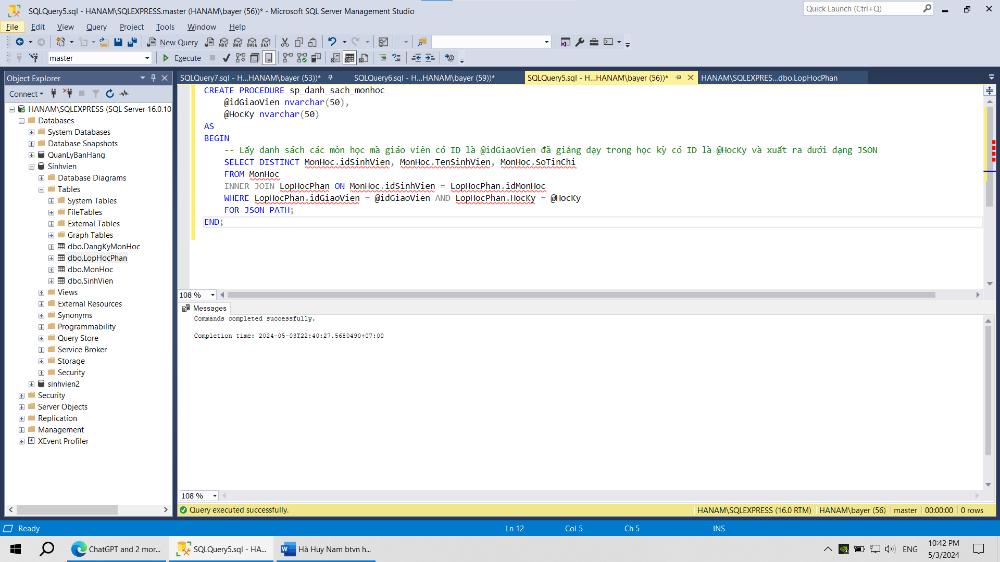 SQLQuery5.sql - HANAM\SQLEXPRESS.master (HANAM\bayer (56))* - Microsoft SQL Server Management Studio
Quick Launch (Ctrl+Q)
File Edit View Query Project Tools Window Help
New Query
MDX DMX XMLA DAX
master
Execute
Object Explorer
Connect
HANAM\SQLEXPRESS (SQL Server 16.0.10
Databases
System Databases
Database Snapshots
QuanLyBanHang
Sinhvien
Database Diagrams
Tables
System Tables
FileTables
External Tables
Graph Tables
dbo.DangKyMonHoc
dbo.LopHocPhan
dbo.MonHoc
dbo.SinhVien
Views
External Resources
Synonyms
Programmability
Query Store
Service Broker
Storage
Security
sinhvien2
Security
Server Objects
Replication
Management
XEvent Profiler
SQLQuery7.sql - H...HANAM\bayer (53))*
SQLQuery6.sql - H...HANAM\bayer (59))*
SQLQuery5.sql - H...HANAM\bayer (56))*
HANAM\SQLEXPRES...dbo.LopHocPhan
CREATE PROCEDURE sp_danh_sach_monhoc
@idGiaoVien nvarchar(50),
@HocKy nvarchar(50)
AS
BEGIN
-- Lấy danh sách các môn học mà giáo viên có ID là @idGiaoVien đã giảng dạy trong học kỳ có ID là @HocKy và xuất ra dưới dạng JSON
SELECT DISTINCT MonHoc.idSinhVien, MonHoc.TenSinhVien, MonHoc.SoTinChi
FROM MonHoc
INNER JOIN LopHocPhan ON MonHoc.idSinhVien = LopHocPhan.idMonHoc
WHERE LopHocPhan.idGiaoVien = @idGiaoVien AND LopHocPhan.HocKy = @HocKy
FOR JSON PATH;
END;
108 %
Messages
Commands completed successfully.
Completion time: 2024-05-03T22:40:27.5680490+07:00
108 %
Query executed successfully.
HANAM\SQLEXPRESS (16.0 RTM)
HANAM\bayer (56)
master
00:00:00
0 rows
Ready
Ln 12
Col 5
Ch 5
INS
ChatGPT and 2 mor...
SQLQuery5.sql - HA...
Hà Huy Nam btvn h...
ENG
10:42 PM
5/3/2024